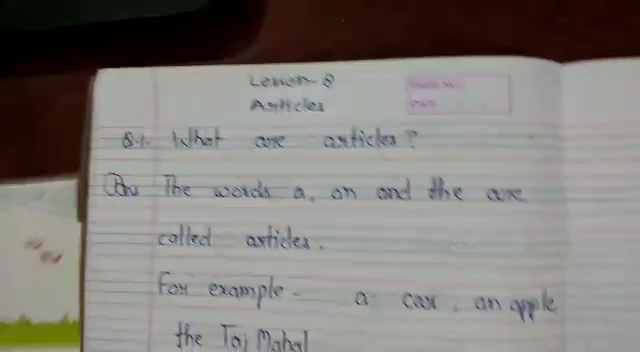 Lesson-8
Articles
Q.1. What are articles?
Ans The words a, an and the are
called articles.
For example - a car, an apple
the Taj Mahal